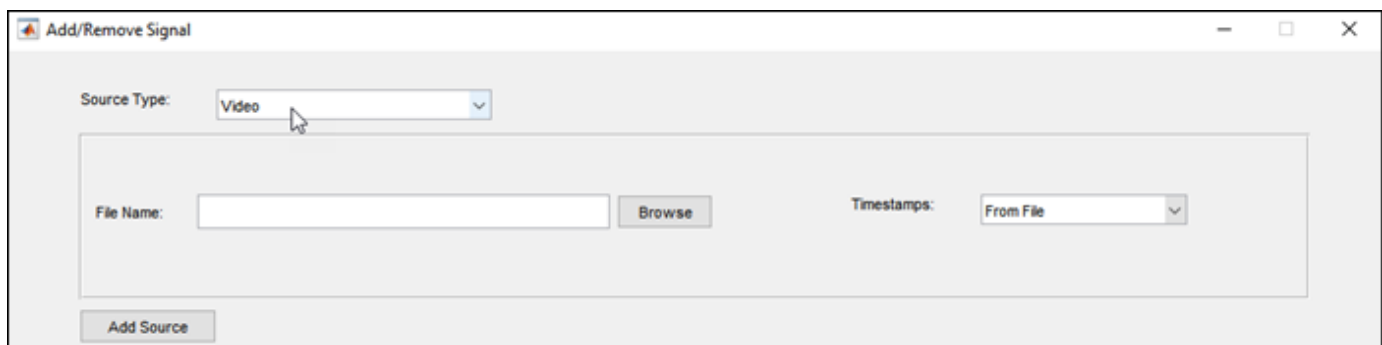 Add/Remove Signal
Source Type: Video
File Name: Browse Timestamps: From File
Add Source